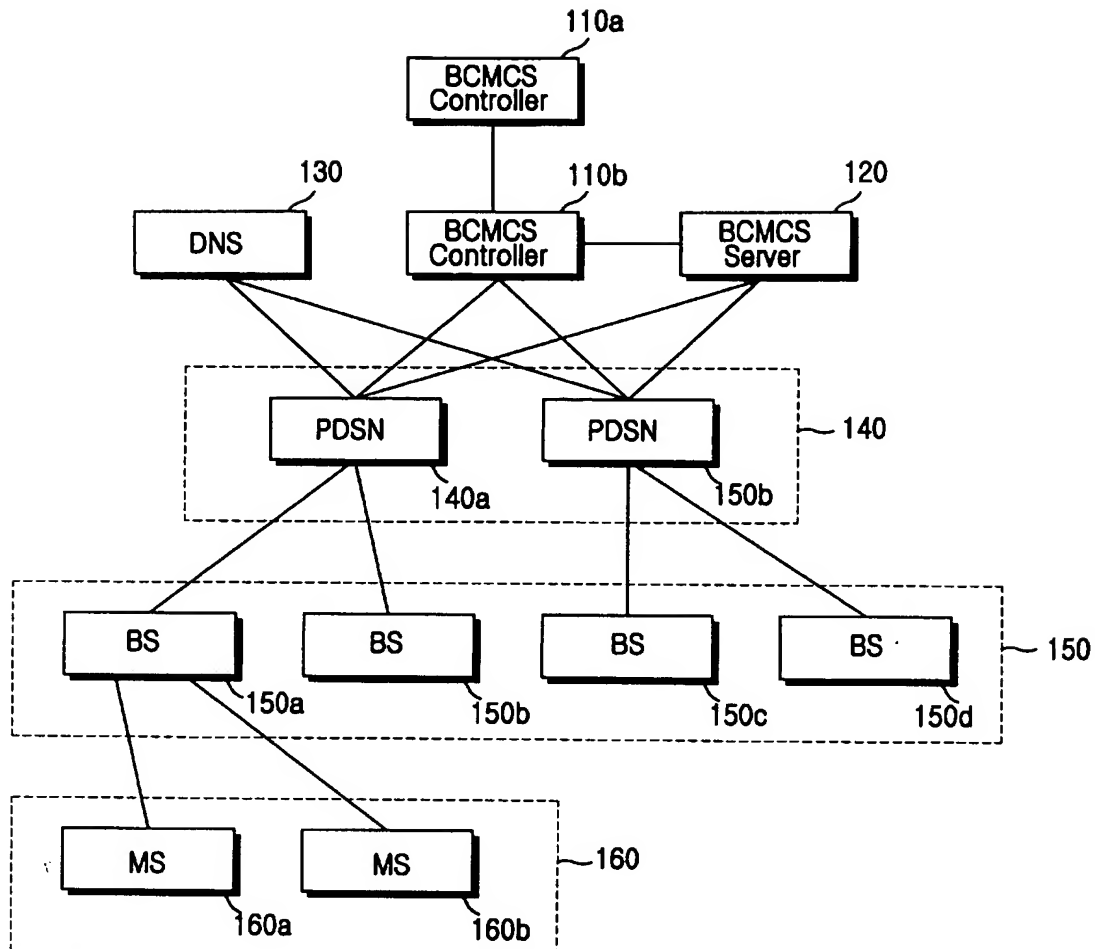 110a
BCMCS
Controller
130
110b
120
DNS
BCMCS
Controller
BCMCS
Server
PDSN
PDSN
140
140a
150b
BS
BS
BS
BS
150
150a
150b
150c
150d
MS
MS
160
160a
160b